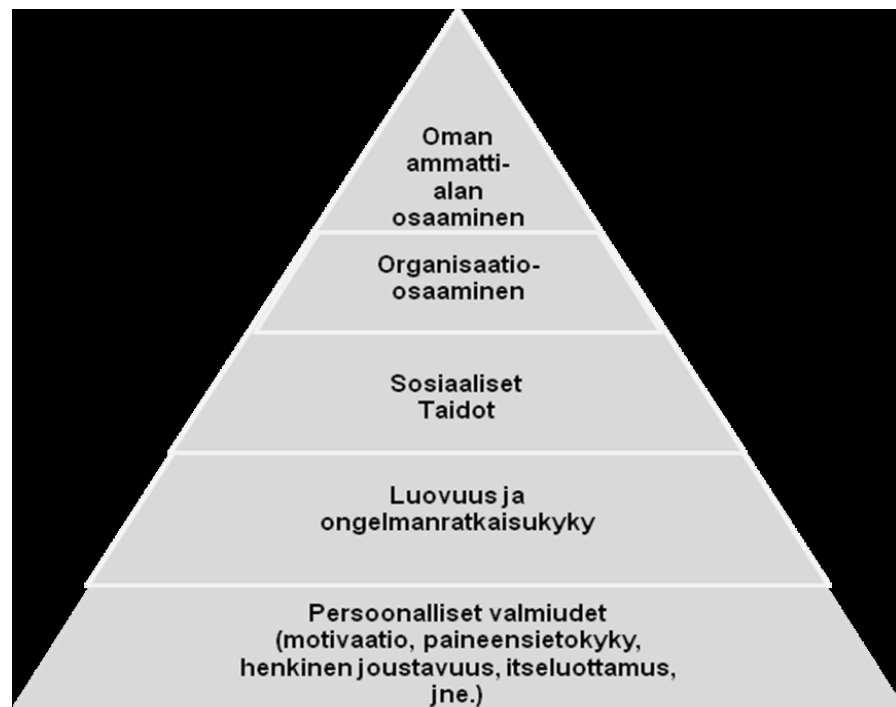 Oman
ammatti-
alan
osaaminen
Organisaatio-
osaaminen
Sosiaaliset
Taidot
Luovuus ja
ongelmanratkaisukyky
Persoonalliset valmiudet
(motivaatio, paineensietokyky,
henkinen joustavuus, itseluottamus,
jne.)